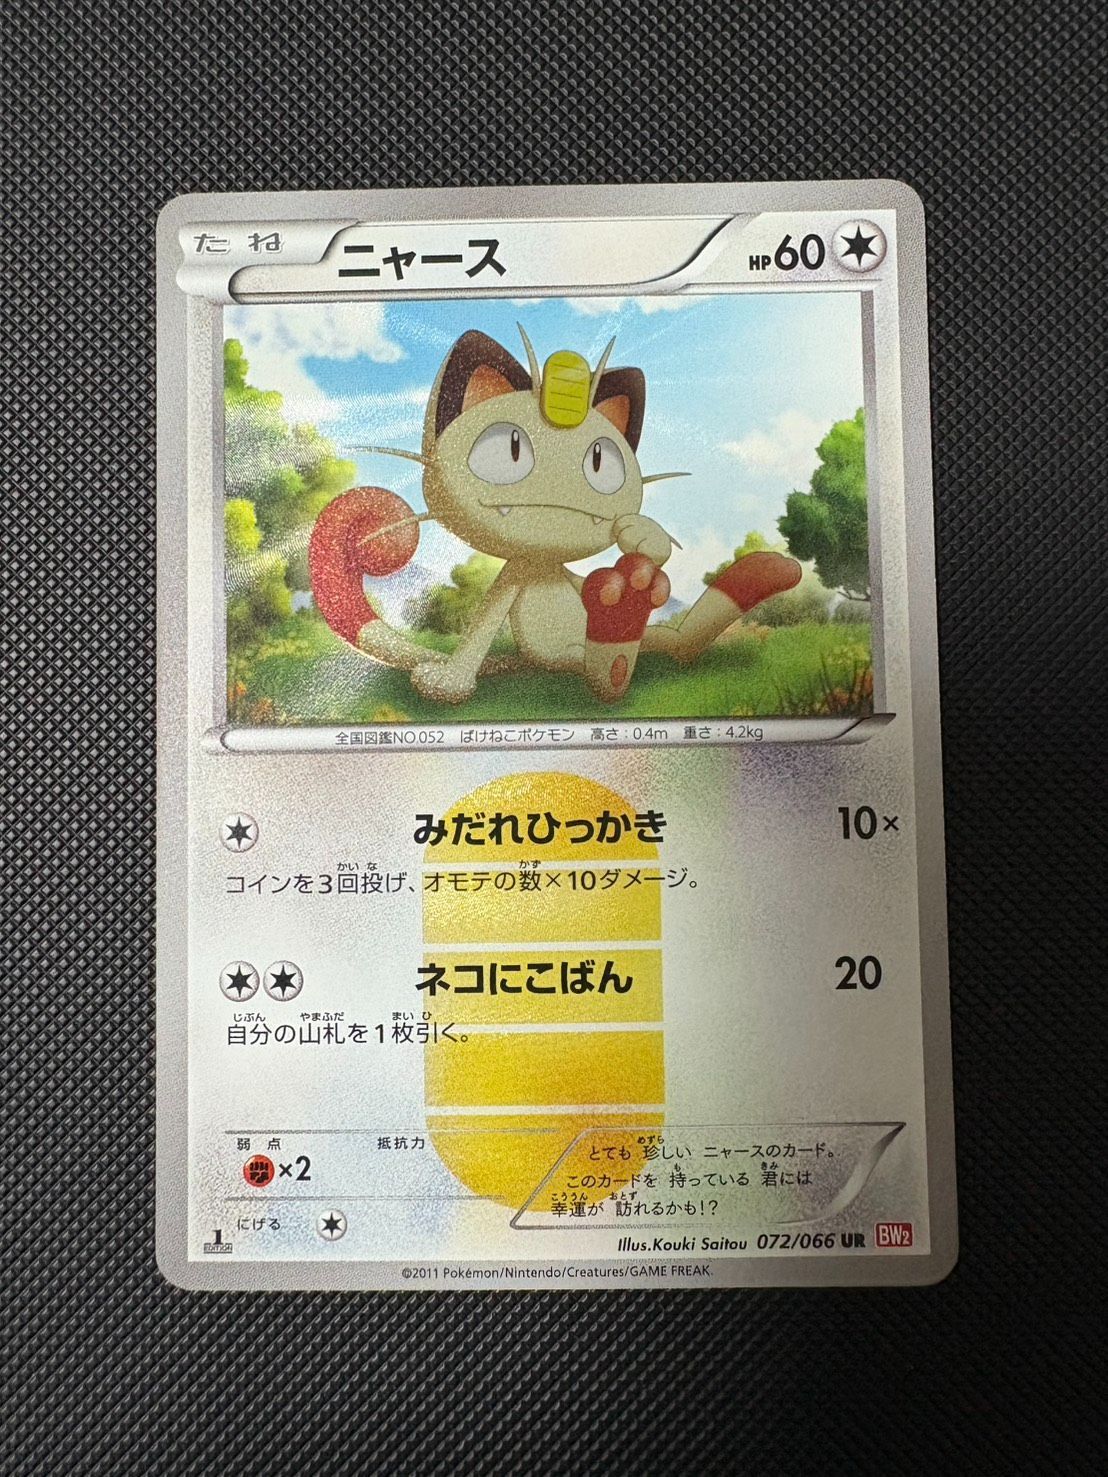 たね ニャース HP60
全国図鑑NO.052 ばけねこポケモン 高さ：0.4m 重さ：4.2kg
みだれひっかき 10×
コインを3回投げ、オモテの数×10ダメージ。
ネコにこばん 20
自分の山札を1枚引く。
弱点 抵抗力
×2
とても 珍しい ニャースのカード。
このカードを 持っている 君には
幸運が 訪れるかも!?
にげる
1 EDITION
Illus.Kouki Saitou 072/066 UR BW2
©2011 Pokémon/Nintendo/Creatures/GAME FREAK.